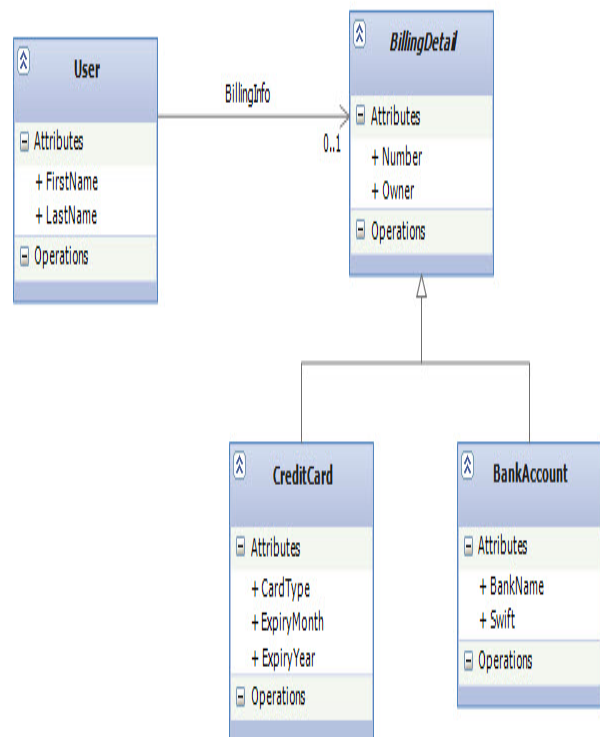 User
Attributes
+ FirstName
+ LastName
Operations
BillingInfo
0..1
BillingDetail
Attributes
+ Number
+ Owner
Operations
CreditCard
Attributes
+ CardType
+ ExpiryMonth
+ ExpiryYear
Operations
BankAccount
Attributes
+ BankName
+ Swift
Operations